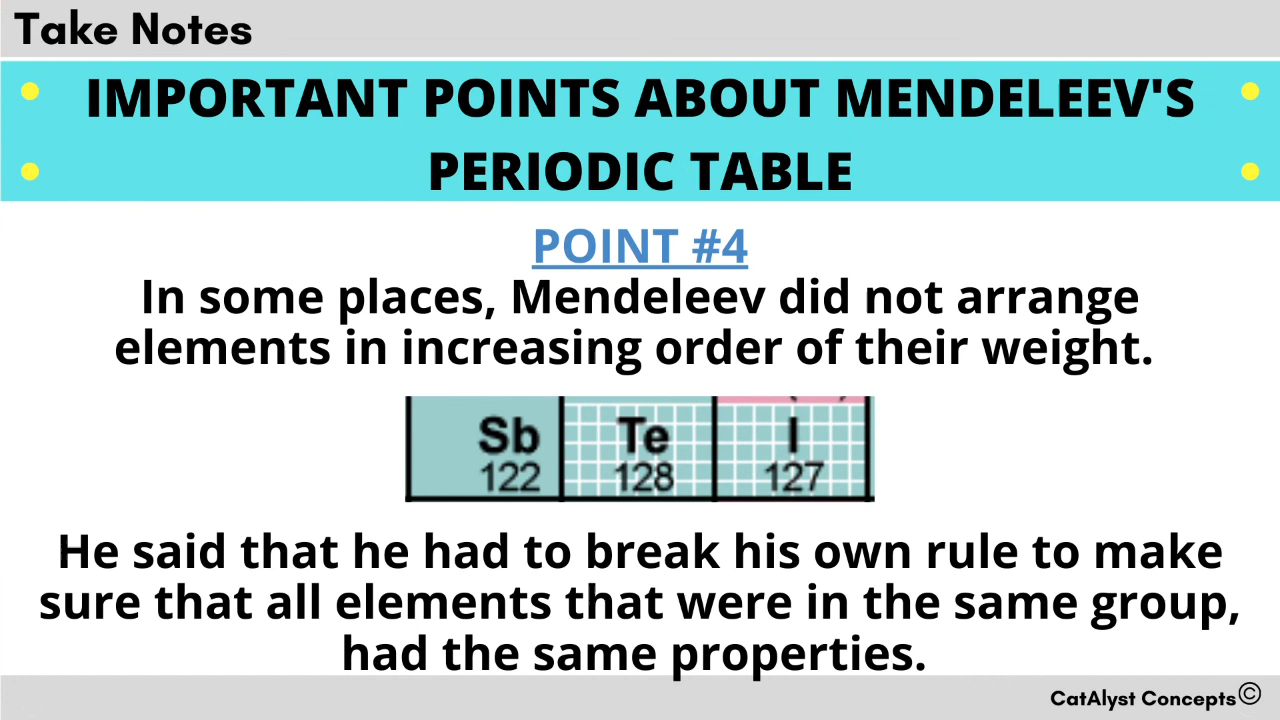 Take Notes
IMPORTANT POINTS ABOUT MENDELEEV'S
PERIODIC TABLE
POINT #4
In some places, Mendeleev did not arrange
elements in increasing order of their weight.
Sb Te I
122 128 127
He said that he had to break his own rule to make
sure that all elements that were in the same group,
had the same properties.
CatAlyst Concepts©